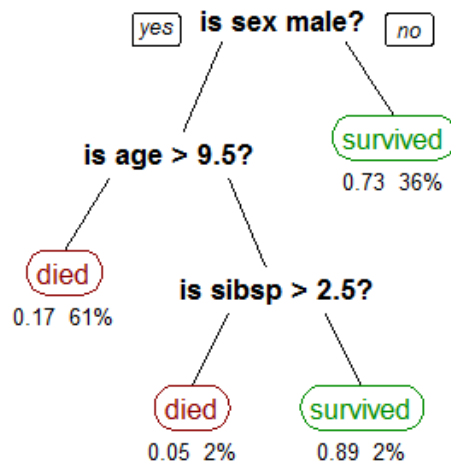 yes is sex male? no
survived
is age > 9.5?
0.73 36%
died
is sibsp > 2.5?
0.17 61%
died survived
0.05 2% 0.89 2%